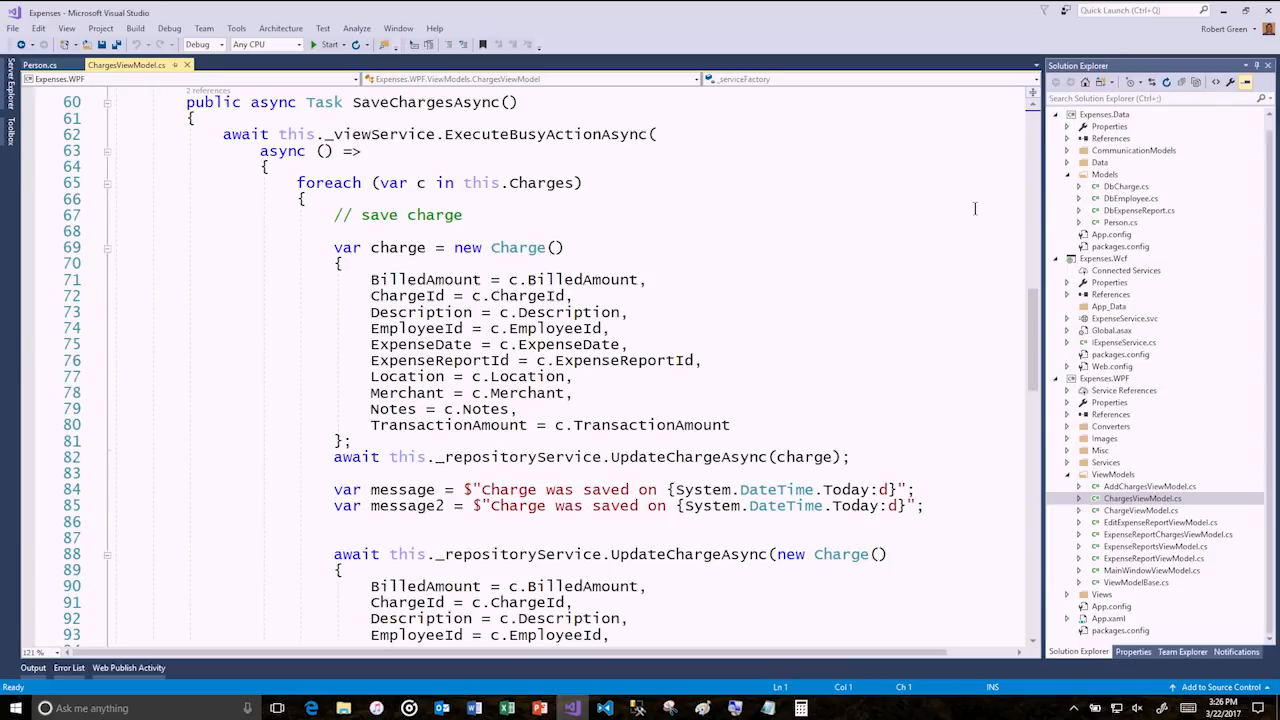 Expenses - Microsoft Visual Studio
Quick Launch (Ctrl+;)
File Edit View Project Build Debug Team Tools Architecture Test Analyze Window Help
Robert Green
Debug Any CPU Start
Server Explorer
Toolbox
Person.cs ChargesViewModel.cs
Expenses.WPF Expenses.WPF.ViewModels.ChargesViewModel _serviceFactory
2 references
60 public async Task SaveChargesAsync()
61 {
62 await this._viewService.ExecuteBusyActionAsync(
63 async () =>
64 {
65 foreach (var c in this.Charges)
66 {
67 // save charge
68
69 var charge = new Charge()
70 {
71 BilledAmount = c.BilledAmount,
72 ChargeId = c.ChargeId,
73 Description = c.Description,
74 EmployeeId = c.EmployeeId,
75 ExpenseDate = c.ExpenseDate,
76 ExpenseReportId = c.ExpenseReportId,
77 Location = c.Location,
78 Merchant = c.Merchant,
79 Notes = c.Notes,
80 TransactionAmount = c.TransactionAmount
81 };
82 await this._repositoryService.UpdateChargeAsync(charge);
83
84 var message = $"Charge was saved on {System.DateTime.Today:d}";
85 var message2 = $"Charge was saved on {System.DateTime.Today:d}";
86
87
88 await this._repositoryService.UpdateChargeAsync(new Charge()
89 {
90 BilledAmount = c.BilledAmount,
91 ChargeId = c.ChargeId,
92 Description = c.Description,
93 EmployeeId = c.EmployeeId,
121 %
Solution Explorer
Search Solution Explorer (Ctrl+;)
Expenses.Data
Properties
References
CommunicationModels
Data
Models
DbCharge.cs
DbEmployee.cs
DbExpenseReport.cs
Person.cs
App.config
packages.config
Expenses.Wcf
Connected Services
Properties
References
App_Data
ExpenseService.svc
Global.asax
IExpenseService.cs
packages.config
Web.config
Expenses.WPF
Service References
Properties
References
Converters
Images
Misc
Services
ViewModels
AddChargesViewModel.cs
ChargesViewModel.cs
ChargeViewModel.cs
EditExpenseReportViewModel.cs
ExpenseReportChargesViewModel.cs
ExpenseReportsViewModel.cs
ExpenseReportViewModel.cs
MainWindowViewModel.cs
ViewModelBase.cs
Views
App.config
App.xaml
packages.config
Solution Explorer Properties Team Explorer Notifications
Output Error List Web Publish Activity
Ready Ln 1 Col 1 Ch 1 INS Add to Source Control
Ask me anything
3:26 PM
3/22/2017